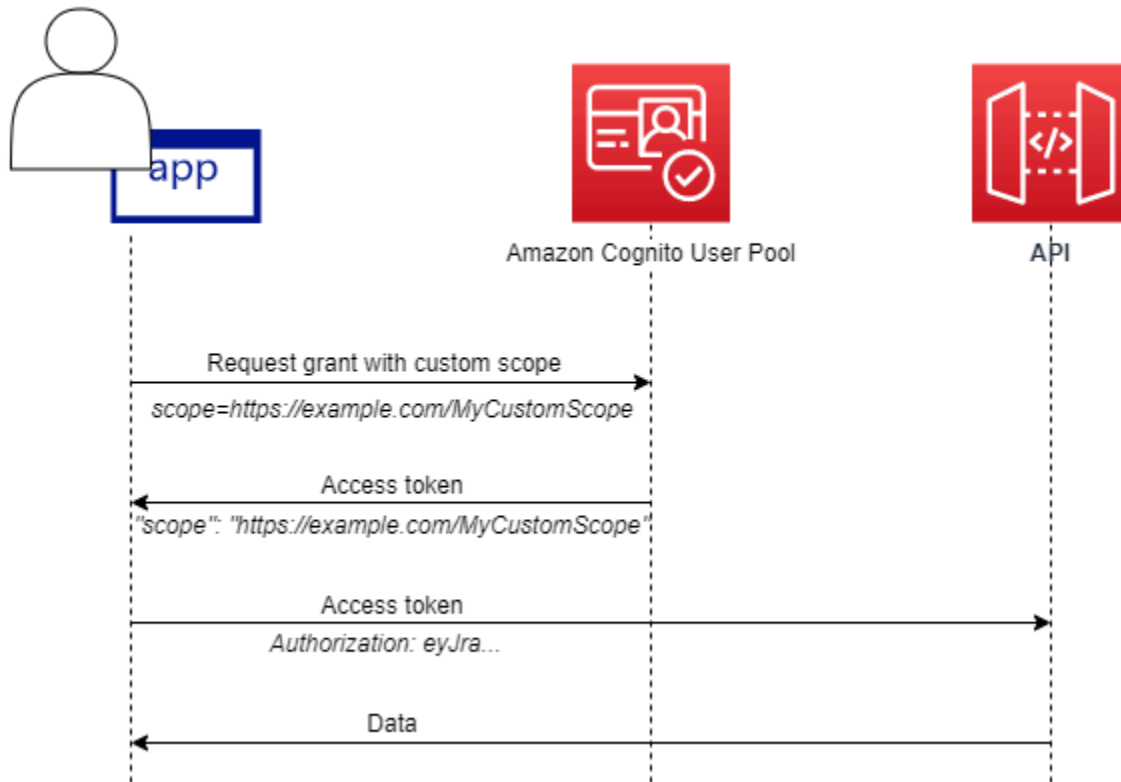 app
</>
Amazon Cognito User Pool
API
Request grant with custom scope
scope=https://example.com/MyCustomScope
Access token
"scope": "https://example.com/MyCustomScope"
Access token
Authorization: eyJra...
Data